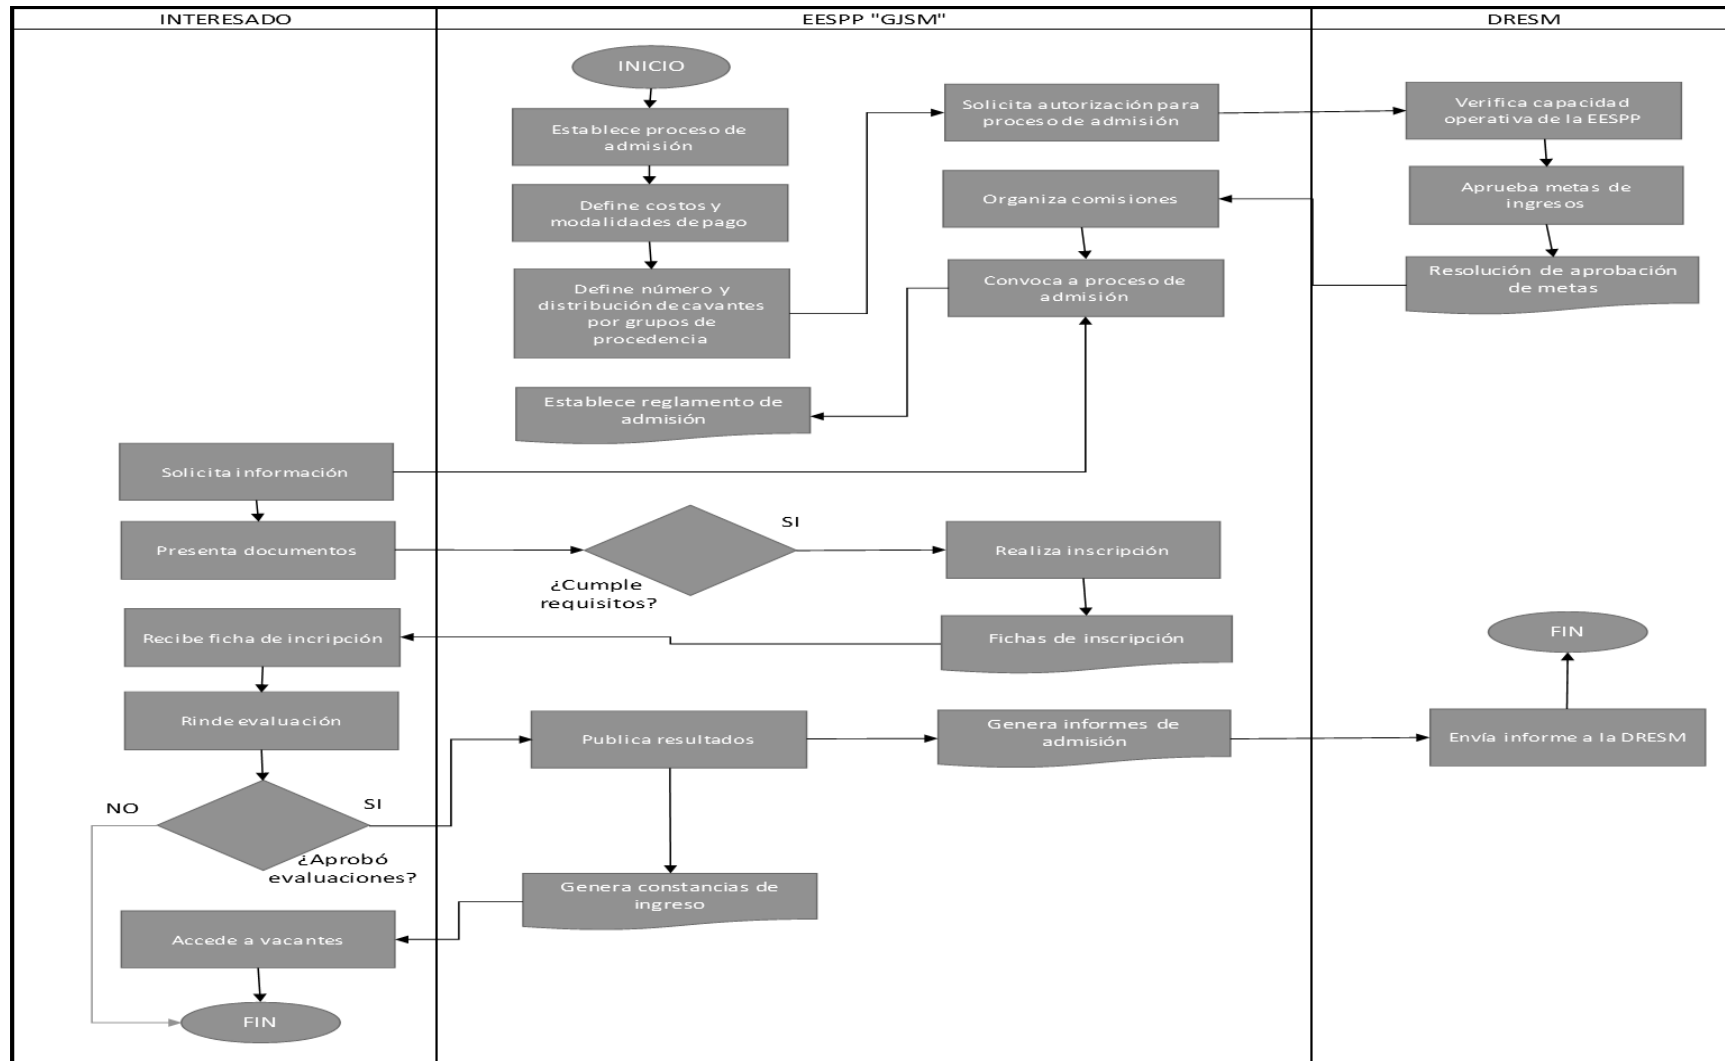 INTERESADO
EESPP "GJSM"
DRESM
INICIO
Establece proceso de
admisión
Define costos y
modalidades de pago
Define número y
distribución de cavantes
por grupos de
procedencia
Solicita autorización para
proceso de admisión
Verifica capacidad
operativa de la EESPP
Aprueba metas de
ingresos
Resolución de aprobación
de metas
Organiza comisiones
Convoca a proceso de
admisión
Establece reglamento de
admisión
Solicita información
Presenta documentos
¿Cumple
requisitos?
SI
Realiza inscripción
Fichas de inscripción
Recibe ficha de incripción
Rinde evaluación
¿Aprobó
evaluaciones?
NO
SI
Publica resultados
Genera informes de
admisión
Envía informe a la DRESM
FIN
Genera constancias de
ingreso
Accede a vacantes
FIN